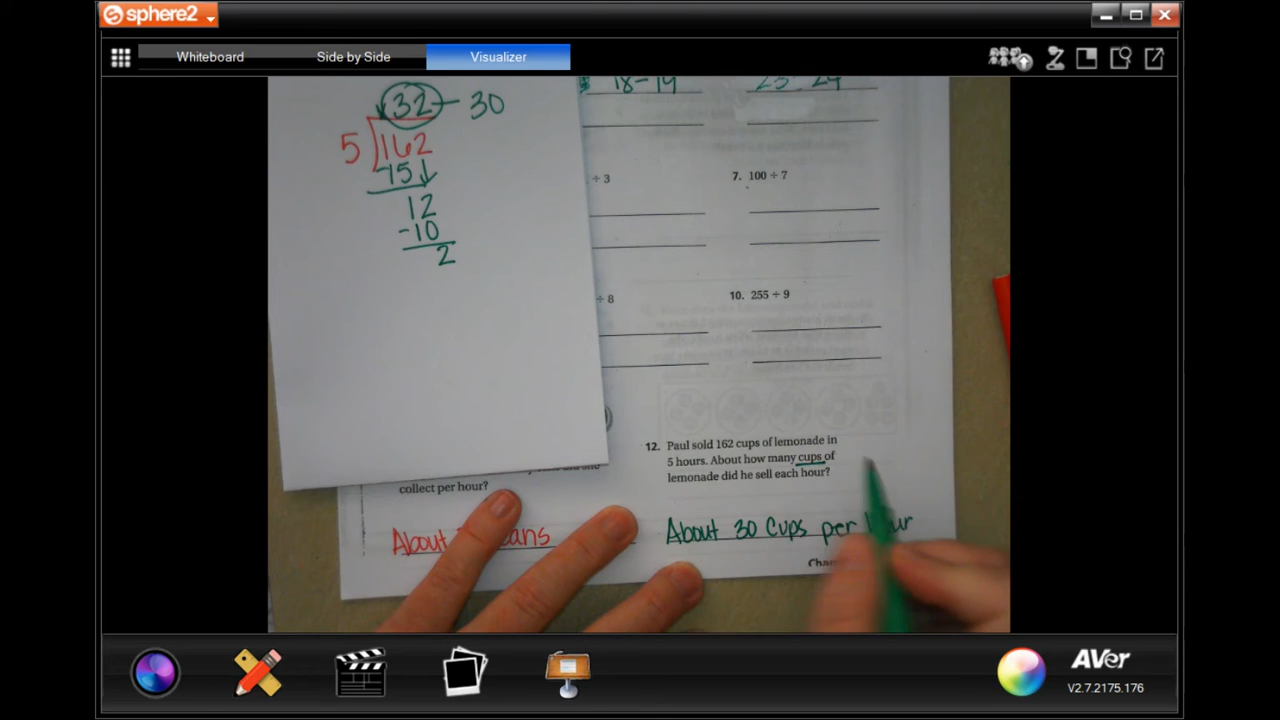 sphere2
Whiteboard
Side by Side
Visualizer
32 - 30
5 162
-15
12
-10
2
18-19
÷ 3
7. 100 ÷ 7
÷ 8
10. 255 ÷ 9
collect per hour?
12. Paul sold 162 cups of lemonade in
5 hours. About how many cups of
lemonade did he sell each hour?
About
About 30 Cups per hour
AVer
V2.7.2175.176